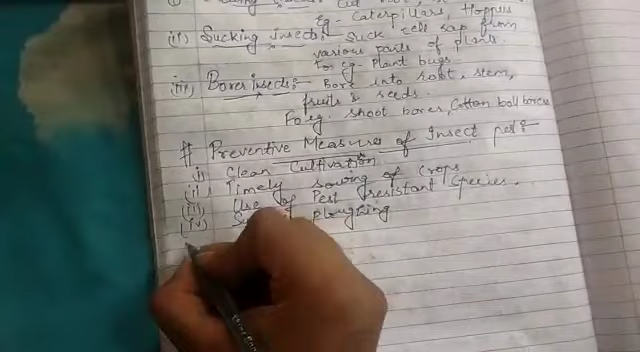 Eg - Caterpillars, Hoppers
(ii) Sucking insects:- Suck cell sap from
various parts of plants.
For eg - Plant bugs.
(iii) Borer insects:- Bore into root, stem,
fruits & seeds.
For eg. shoot borer, Cotton boll borer
# Preventive Measures of Insect pest:-
i) Clean Cultivation
(ii) Timely sowing of crops
(iii) Use of Pest resistant species.
(iv) ploughing